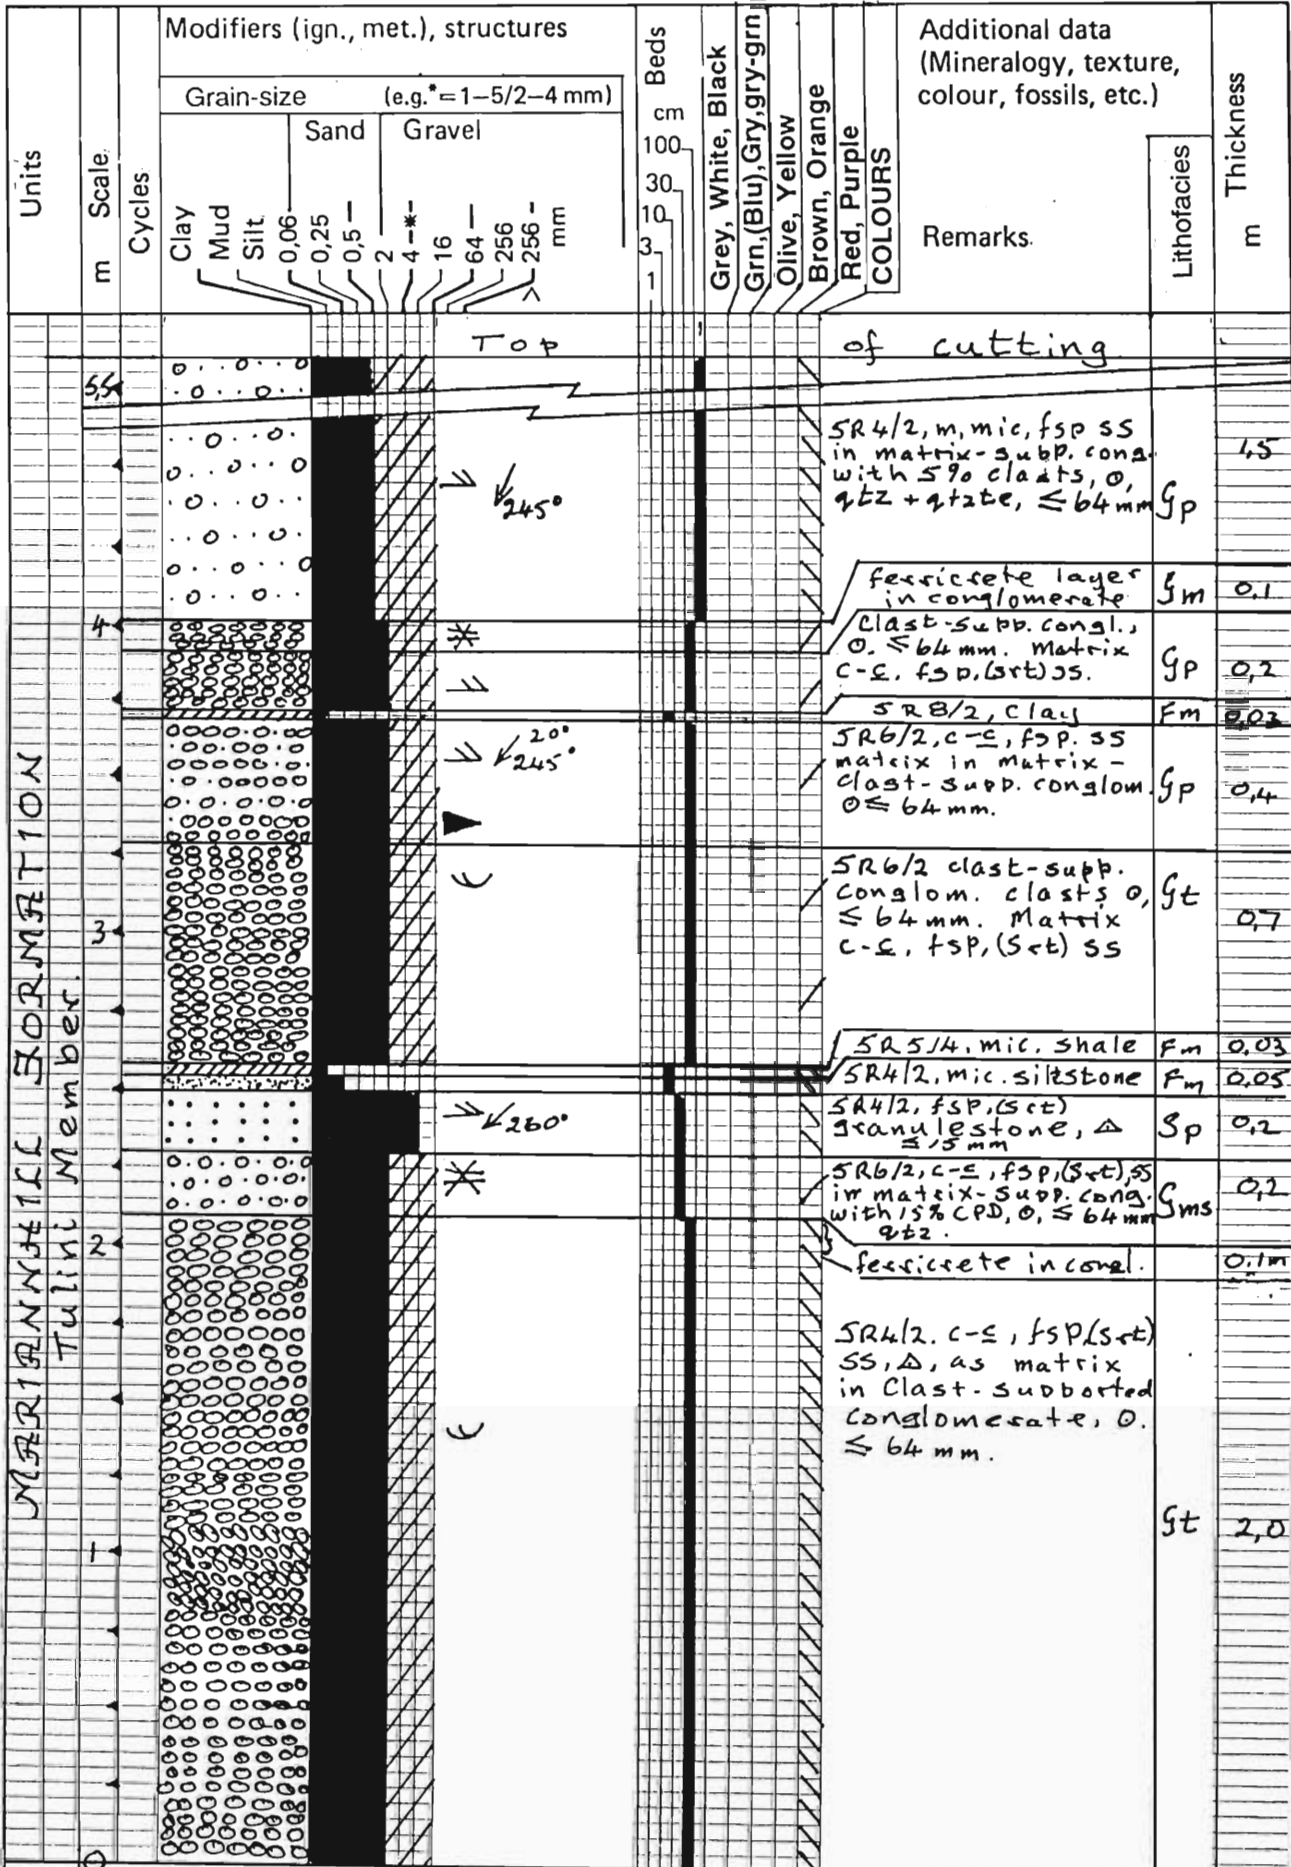 Units
m Scale
Cycles
Modifiers (ign., met.), structures
Grain-size (e.g.*=1–5/2–4 mm)
Sand Gravel
Clay
Mud
Silt
0,06
0,25
0,5
2
4 -*-
16
64
256
>256
mm
Beds
cm
100
30
10
3
1
Grey, White, Black
Grn,(Blu),Gry,gry-grn
Olive, Yellow
Brown, Orange
Red, Purple
COLOURS
Additional data
(Mineralogy, texture,
colour, fossils, etc.)
Remarks.
Lithofacies
Thickness
m
Top of cutting
MARIANNHILL FORMATION
Tulini Member.
5,5
4
3
2
1
0
5R4/2, m, mic, fsp ss
in matrix-supp. cong.
with 5% clasts, O,
qtz + qtzte, ≤ 64 mm
Gp
1,5
245°
ferricrete layer
in conglomerate
Gm
0,1
Clast-supp. congl.,
O. ≤ 64 mm. Matrix
c-c, fsp,(srt)ss.
Gp
0,2
5R8/2, Clay
Fm
0,03
5R6/2, c-c, fsp. ss
matrix in matrix-
clast-supp. conglom.
O ≤ 64 mm.
Gp
0,4
20°
245°
5R6/2 clast-supp.
Conglom. clasts O,
≤ 64 mm. Matrix
c-c, fsp,(srt) ss
Gt
0,7
5R5/4, mic. shale
Fm
0,03
5R4/2, mic. siltstone
Fm
0,05
5R4/2, fsp,(srt)
granulestone, △
≤ 15 mm
Sp
0,2
260°
5R6/2, c-c, fsp,(srt),ss
in matrix-supp. cong.
with 15% CPD, O, ≤ 64 mm
qtz.
Gms
0,2
ferricrete in congl.
0,1m
5R4/2. c-c, fsp,(srt)
ss, △, as matrix
in Clast-supported
conglomerate, O.
≤ 64 mm.
Gt
2,0